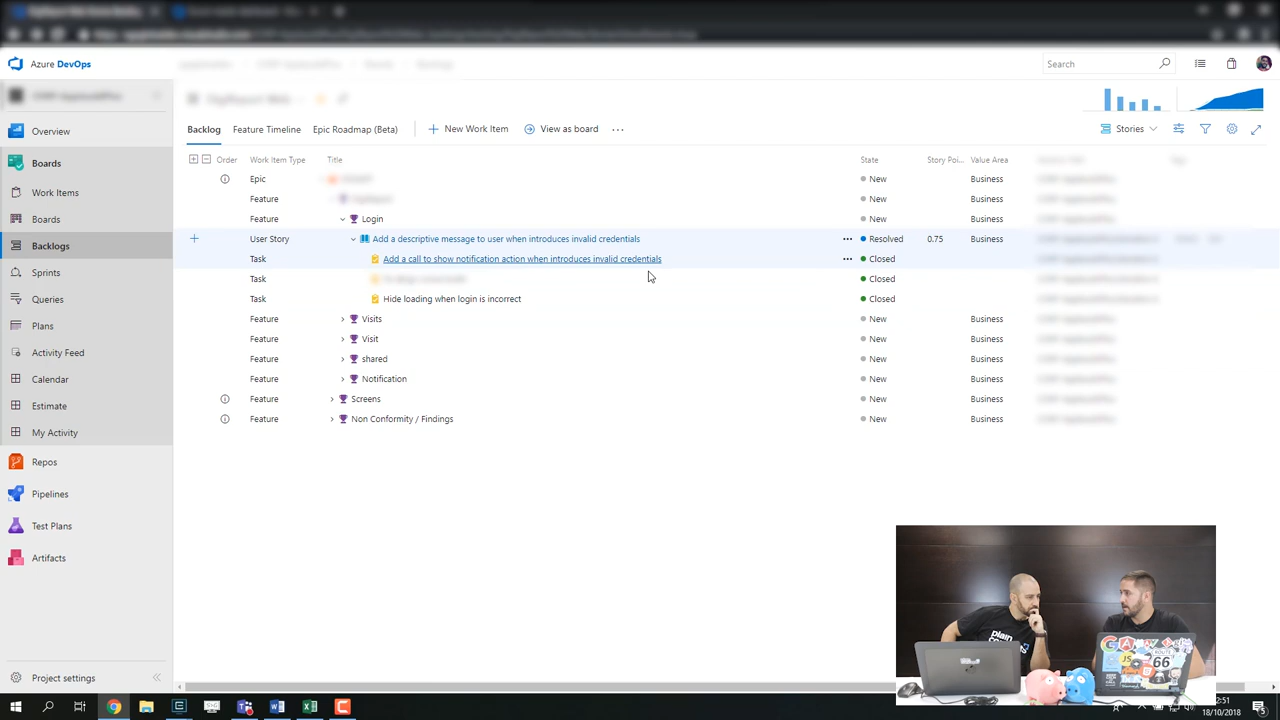 Azure DevOps
Search
Overview
Boards
Work Items
Boards
Backlogs
Sprints
Queries
Plans
Activity Feed
Calendar
Estimate
My Activity
Repos
Pipelines
Test Plans
Artifacts
Project settings
Backlog Feature Timeline Epic Roadmap (Beta) New Work Item View as board ... Stories
Order Work Item Type Title State Story Poi... Value Area
Epic New Business
Feature New Business
Feature Login New Business
User Story Add a descriptive message to user when introduces invalid credentials ... Resolved 0.75 Business
Task Add a call to show notification action when introduces invalid credentials ... Closed
Task Closed
Task Hide loading when login is incorrect Closed
Feature Visits New Business
Feature Visit New Business
Feature shared New Business
Feature Notification New Business
Feature Screens New Business
Feature Non Conformity / Findings New Business
plain
ROUTE
66
JS
18/10/2018